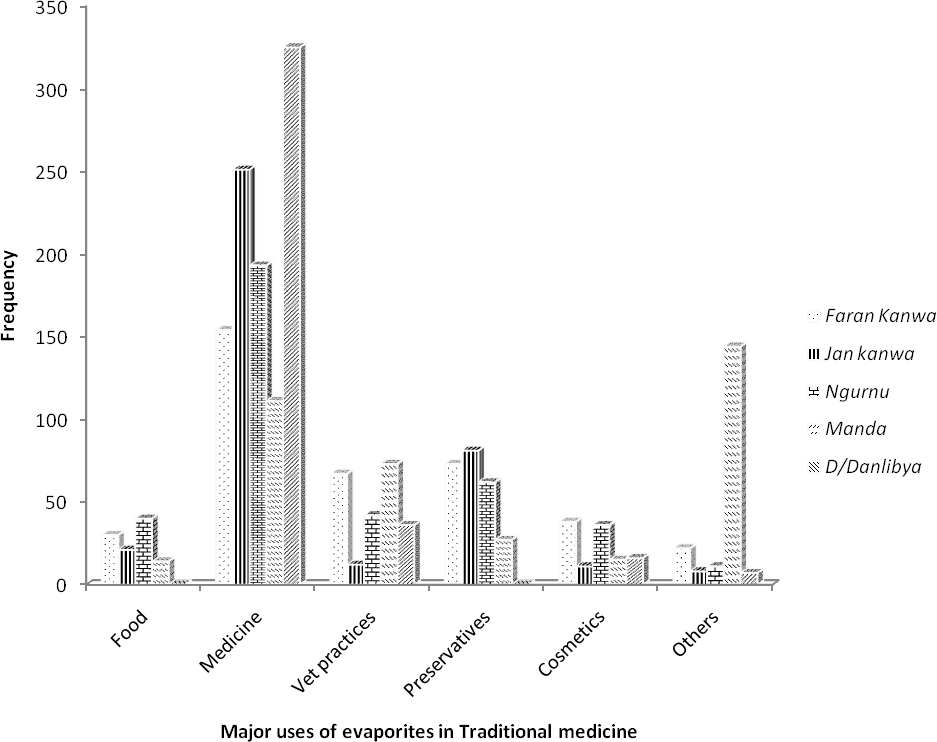 350
300
250
200
150
100
50
0
Frequency
Food
Medicine
Vet practices
Preservatives
Cosmetics
Others
Major uses of evaporites in Traditional medicine
Faran Kanwa
Jan kanwa
Ngurnu
Manda
D/Danlibya